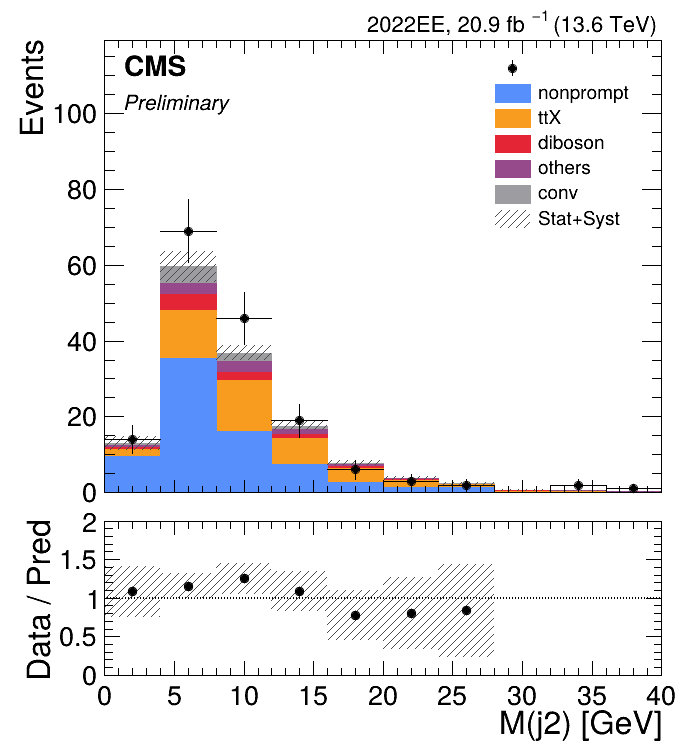 2022EE, 20.9 fb⁻¹ (13.6 TeV)
CMS
Preliminary
nonprompt
ttX
diboson
others
conv
Stat+Syst
Events
100
80
60
40
20
0
Data / Pred
2
1.5
1
0.5
0
0 5 10 15 20 25 30 35 40
M(j2) [GeV]